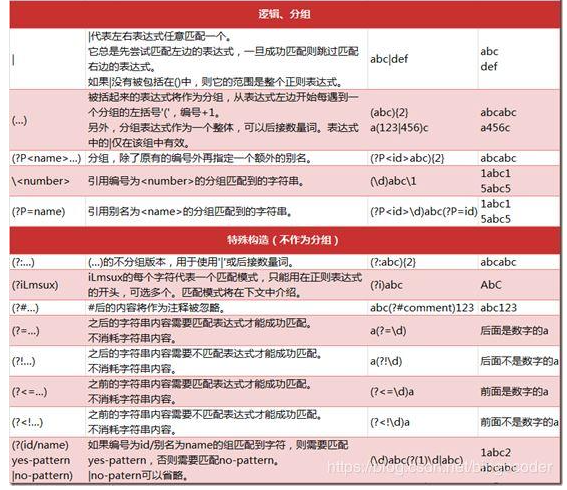 逻辑、分组
|
|代表左右表达式任意匹配一个。
它总是先尝试匹配左边的表达式，一旦成功匹配则跳过匹配
右边的表达式。
如果|没有被包括在()中，则它的范围是整个正则表达式。
abc|def
abc
def
(...)
被括起来的表达式将作为分组，从表达式左边开始每遇到一
个分组的左括号'('，编号+1。
另外，分组表达式作为一个整体，可以后接数量词。表达式
中的|仅在该组中有效。
(abc){2}
a(123|456)c
abcabc
a456c
(?P<name>...)
分组，除了原有的编号外再指定一个额外的别名。
(?P<id>abc){2}
abcabc
\<number>
引用编号为<number>的分组匹配到的字符串。
(\d)abc\1
1abc1
5abc5
(?P=name)
引用别名为<name>的分组匹配到的字符串。
(?P<id>\d)abc(?P=id)
1abc1
5abc5
特殊构造（不作为分组）
(?:...)
(...)的不分组版本，用于使用'|'或后接数量词。
(?:abc){2}
abcabc
(?iLmsux)
iLmsux的每个字符代表一个匹配模式，只能用在正则表达式
的开头，可选多个。匹配模式将在下文中介绍。
(?i)abc
AbC
(?#...)
#后的内容将作为注释被忽略。
abc(?#comment)123
abc123
(?=...)
之后的字符串内容需要匹配表达式才能成功匹配。
不消耗字符串内容。
a(?=\d)
后面是数字的a
(?!...)
之后的字符串内容需要不匹配表达式才能成功匹配。
不消耗字符串内容。
a(?!\d)
后面不是数字的a
(?<=...)
之前的字符串内容需要匹配表达式才能成功匹配。
不消耗字符串内容。
(?<=\d)a
前面是数字的a
(?<!...)
之前的字符串内容需要不匹配表达式才能成功匹配。
不消耗字符串内容。
(?<!\d)a
前面不是数字的a
(?(id/name)
yes-pattern
|no-pattern)
如果编号为id/别名为name的组匹配到字符，则需要匹配
yes-pattern，否则需要匹配no-pattern。
|no-patern可以省略。
(\d)abc(?(1)\d|abc)
1abc2